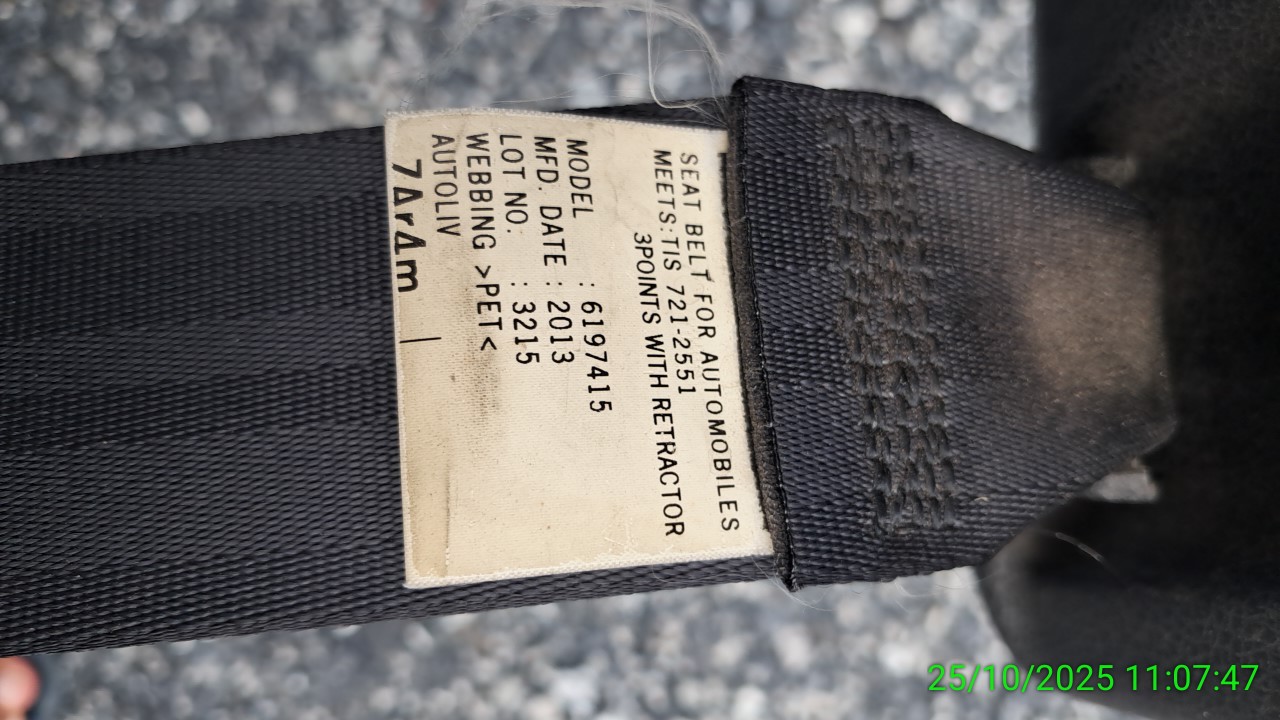 SEAT BELT FOR AUTOMOBILES
MEETS:TIS 721-2551
3POINTS WITH RETRACTOR
MODEL : 6197415
MFD. DATE : 2013
LOT NO. : 3215
WEBBING >PET<
AUTOLIV
25/10/2025 11:07:47